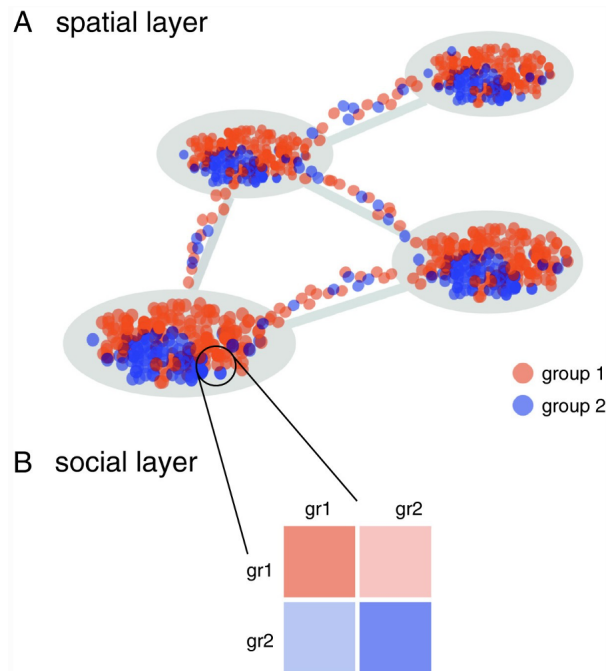 A spatial layer
group 1
group 2
B social layer
gr1 gr2
gr1
gr2